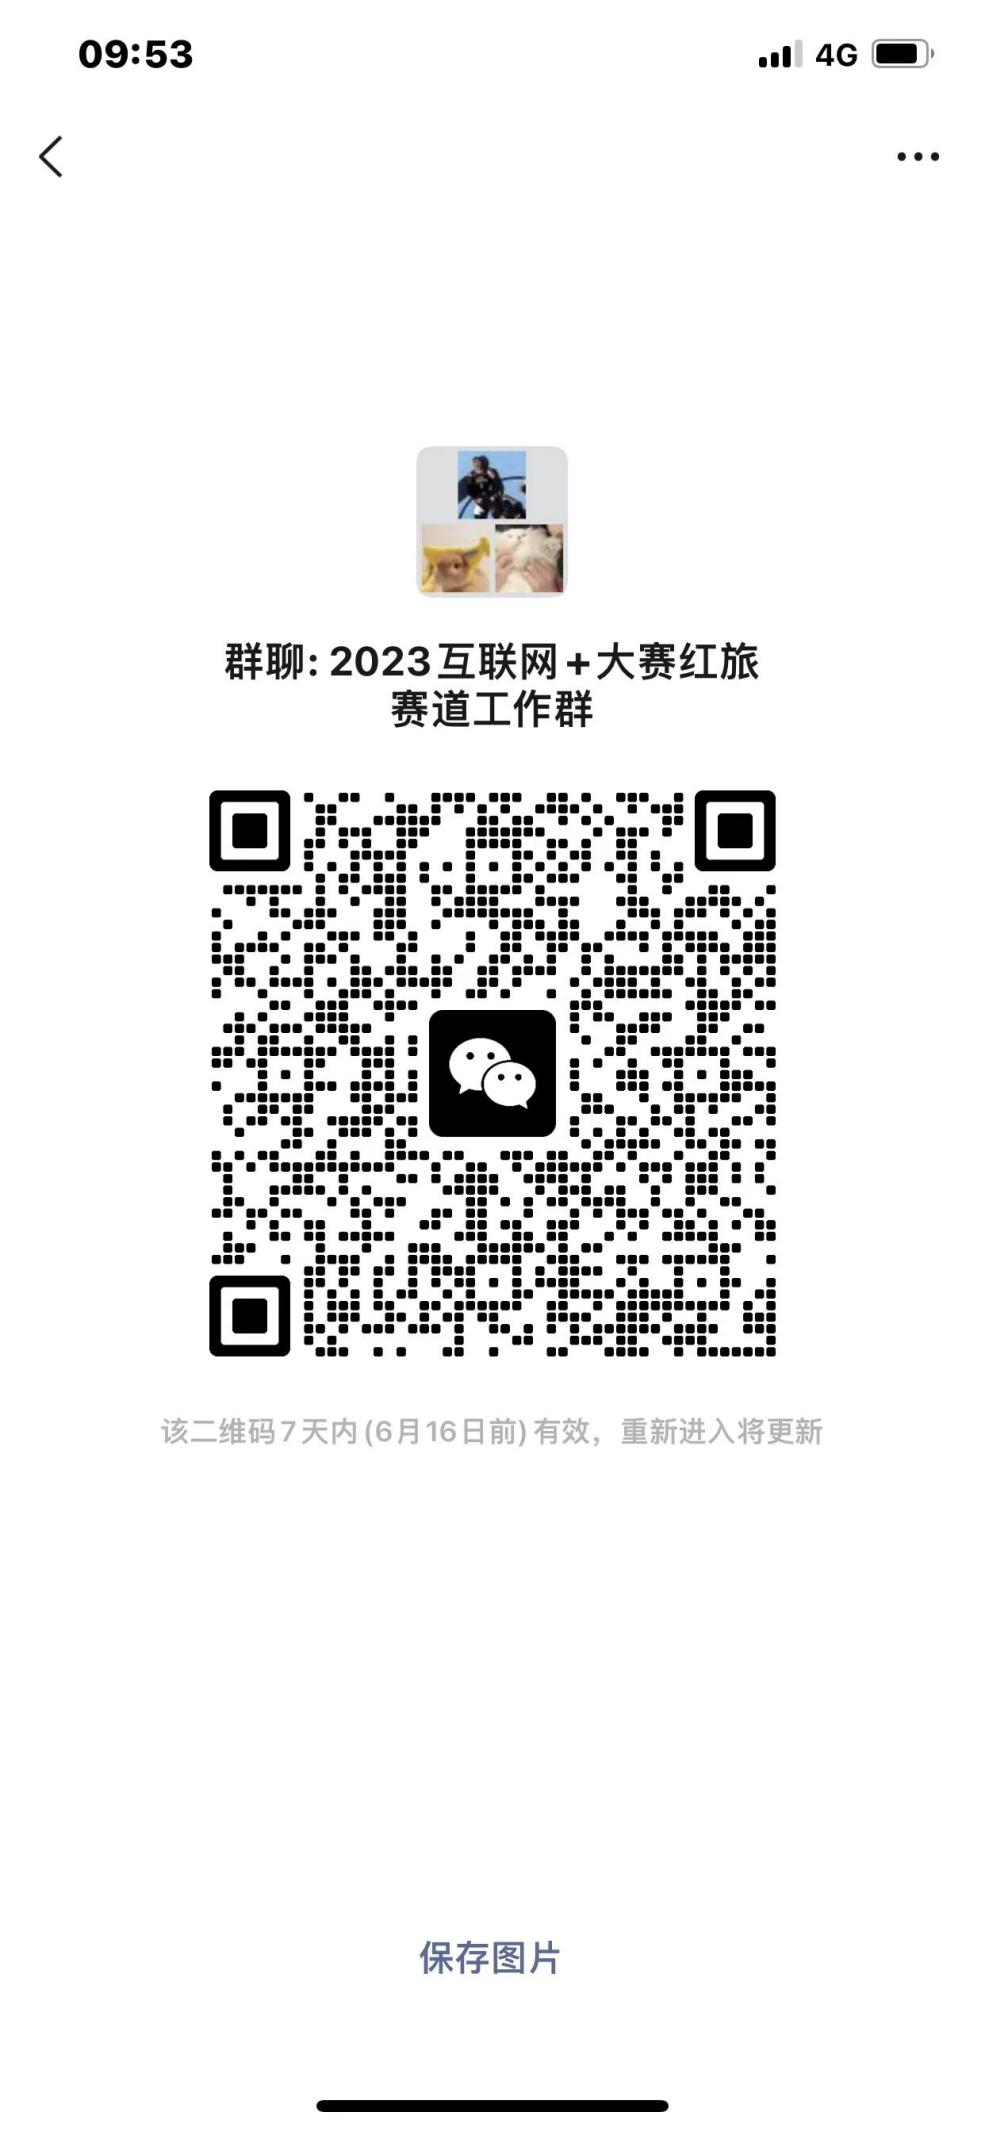 09:53
4G
群聊: 2023互联网+大赛红旅
赛道工作群
该二维码7天内(6月16日前)有效，重新进入将更新
保存图片